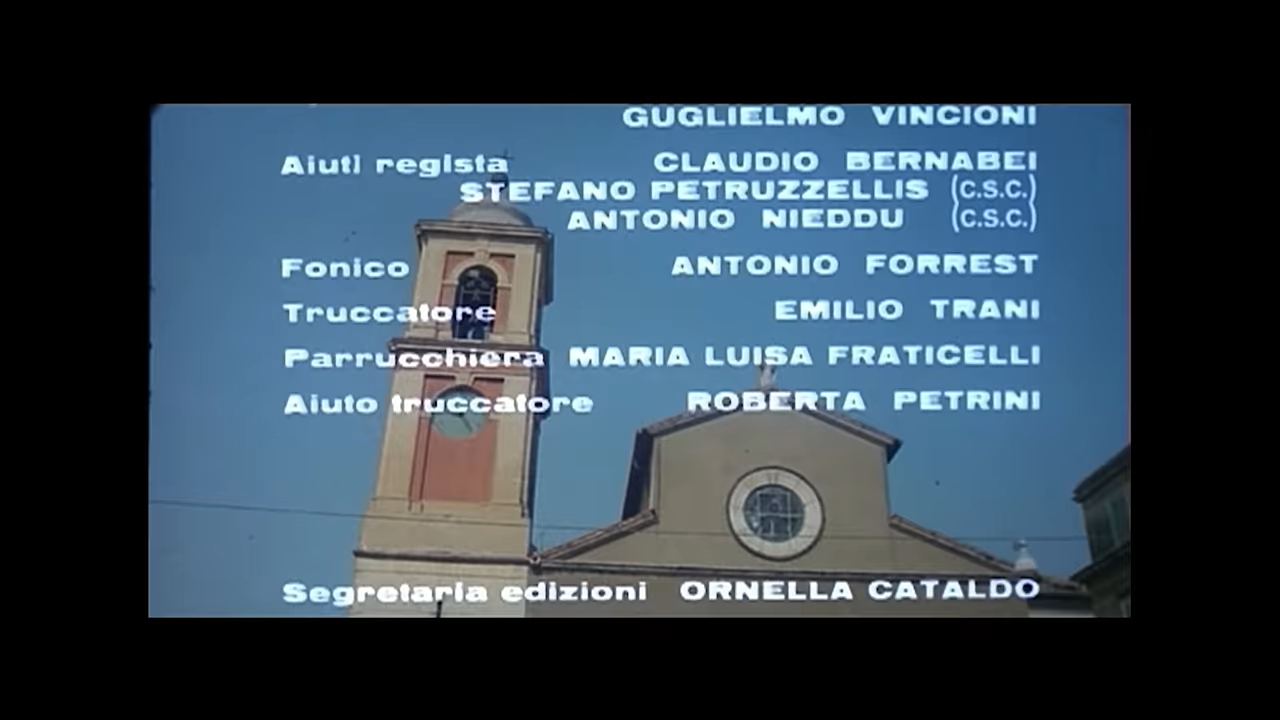 GUGLIELMO VINCIONI
Aiuti regista CLAUDIO BERNABEI
STEFANO PETRUZZELLIS (C.S.C.)
ANTONIO NIEDDU (C.S.C.)
Fonico ANTONIO FORREST
Truccatore EMILIO TRANI
Parrucchiera MARIA LUISA FRATICELLI
Aiuto truccatore ROBERTA PETRINI
Segretaria edizioni ORNELLA CATALDO